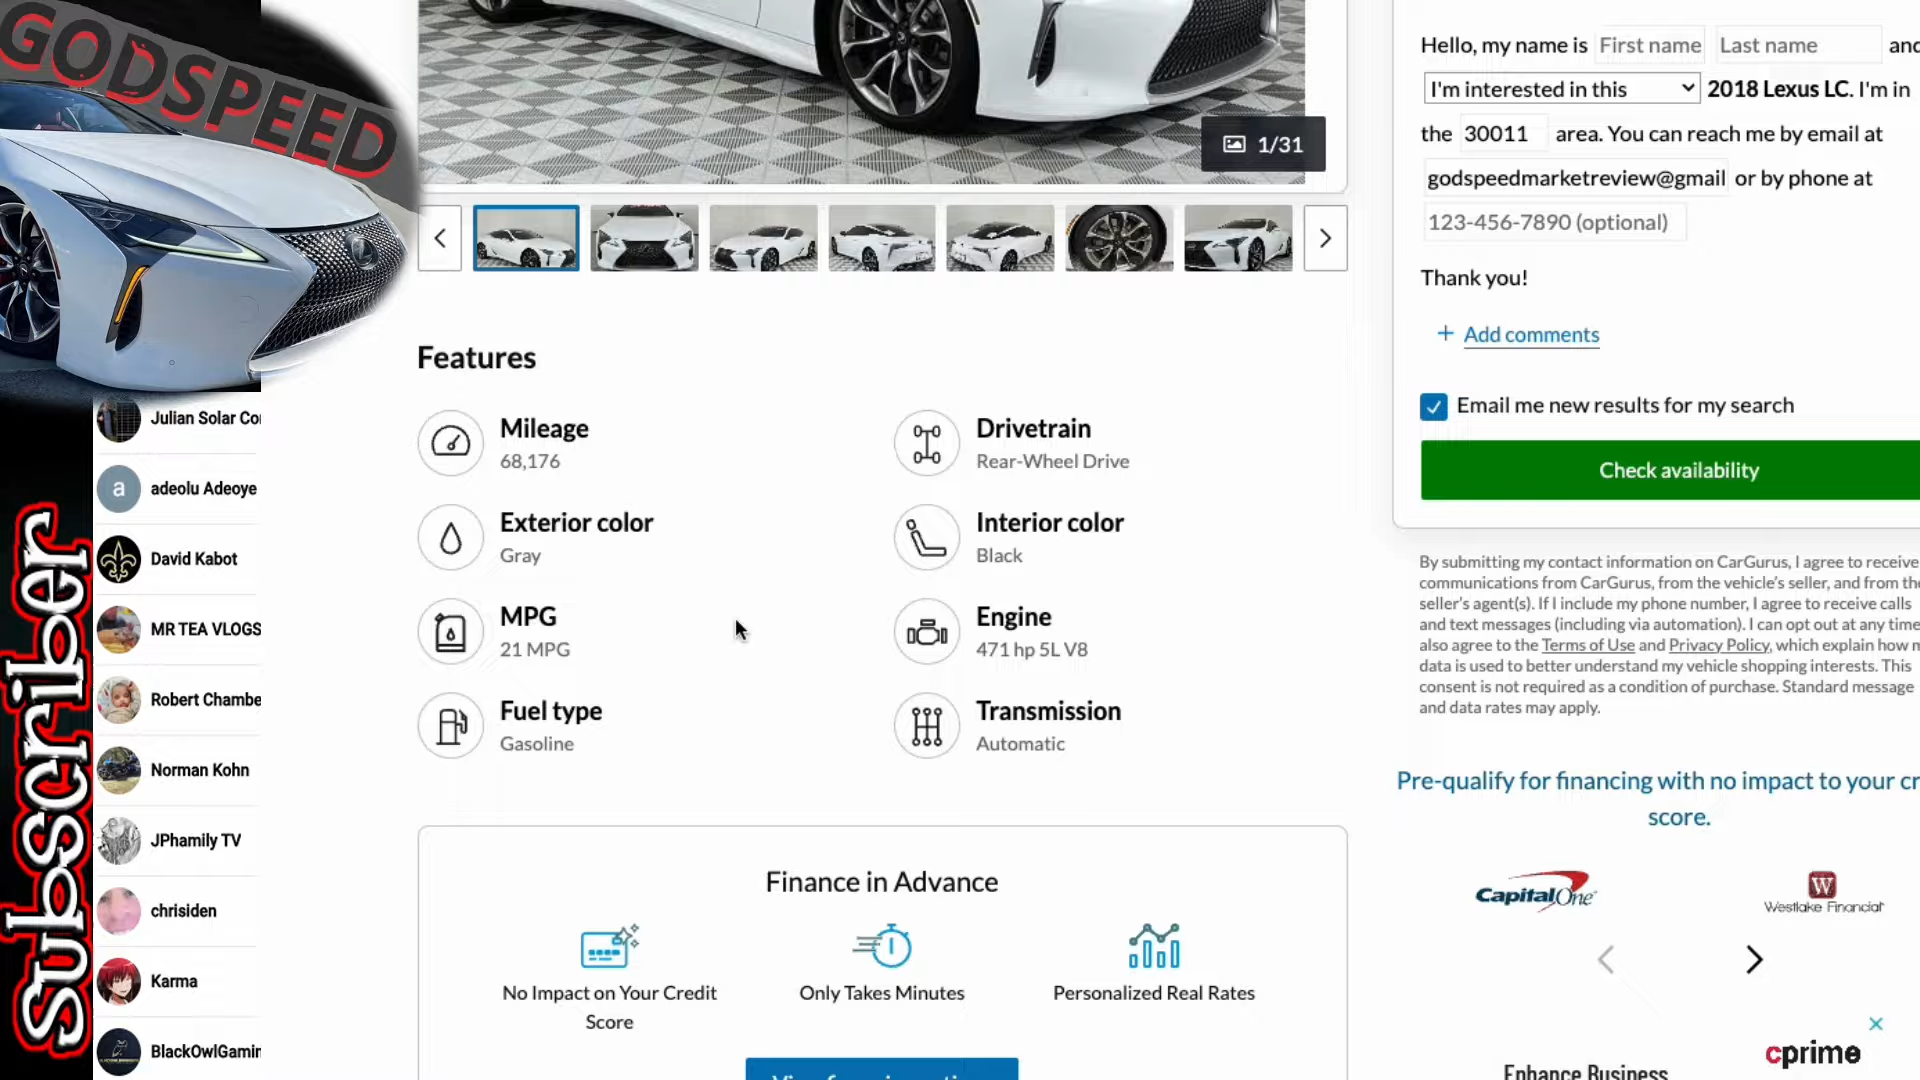 GODSPEED
Subscriber
Julian Solar Co
adeolu Adeoye
David Kabot
MR TEA VLOGS
Robert Chambe
Norman Kohn
JPhamily TV
chrisiden
Karma
BlackOwlGamin
a
1/31
Features
Mileage
68,176
Drivetrain
Rear-Wheel Drive
Exterior color
Gray
Interior color
Black
MPG
21 MPG
Engine
471 hp 5L V8
Fuel type
Gasoline
Transmission
Automatic
Finance in Advance
No Impact on Your Credit
Score
Only Takes Minutes
Personalized Real Rates
Hello, my name is First name Last name and
I'm interested in this 2018 Lexus LC. I'm in
the 30011 area. You can reach me by email at
godspeedmarketreview@gmail or by phone at
123-456-7890 (optional)
Thank you!
+ Add comments
Email me new results for my search
Check availability
By submitting my contact information on CarGurus, I agree to receive
communications from CarGurus, from the vehicle's seller, and from the
seller's agent(s). If I include my phone number, I agree to receive calls
and text messages (including via automation). I can opt out at any time
also agree to the Terms of Use and Privacy Policy, which explain how m
data is used to better understand my vehicle shopping interests. This
consent is not required as a condition of purchase. Standard message
and data rates may apply.
Pre-qualify for financing with no impact to your cr
score.
Capital One
W
Westlake Financial
cprime
Enhance Business